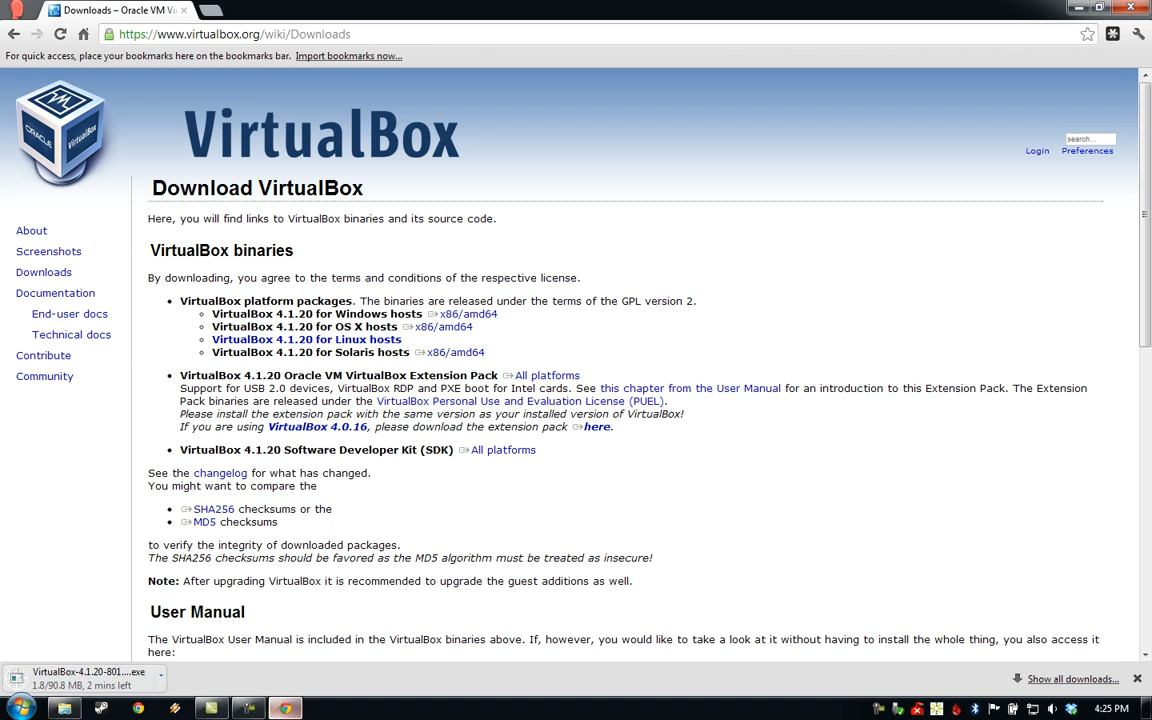 Downloads – Oracle VM Vi
https://www.virtualbox.org/wiki/Downloads
For quick access, place your bookmarks here on the bookmarks bar. Import bookmarks now...
VM
ORACLE
VirtualBox
VirtualBox
search...
Login Preferences
Download VirtualBox
Here, you will find links to VirtualBox binaries and its source code.
About
Screenshots
Downloads
Documentation
End-user docs
Technical docs
Contribute
Community
VirtualBox binaries
By downloading, you agree to the terms and conditions of the respective license.
• VirtualBox platform packages. The binaries are released under the terms of the GPL version 2.
VirtualBox 4.1.20 for Windows hosts x86/amd64
VirtualBox 4.1.20 for OS X hosts x86/amd64
VirtualBox 4.1.20 for Linux hosts
VirtualBox 4.1.20 for Solaris hosts x86/amd64
• VirtualBox 4.1.20 Oracle VM VirtualBox Extension Pack All platforms
Support for USB 2.0 devices, VirtualBox RDP and PXE boot for Intel cards. See this chapter from the User Manual for an introduction to this Extension Pack. The Extension
Pack binaries are released under the VirtualBox Personal Use and Evaluation License (PUEL).
Please install the extension pack with the same version as your installed version of VirtualBox!
If you are using VirtualBox 4.0.16, please download the extension pack here.
• VirtualBox 4.1.20 Software Developer Kit (SDK) All platforms
See the changelog for what has changed.
You might want to compare the
• SHA256 checksums or the
• MD5 checksums
to verify the integrity of downloaded packages.
The SHA256 checksums should be favored as the MD5 algorithm must be treated as insecure!
Note: After upgrading VirtualBox it is recommended to upgrade the guest additions as well.
User Manual
The VirtualBox User Manual is included in the VirtualBox binaries above. If, however, you would like to take a look at it without having to install the whole thing, you also access it
here:
VirtualBox-4.1.20-801....exe
1.8/90.8 MB, 2 mins left
Show all downloads...
4:25 PM